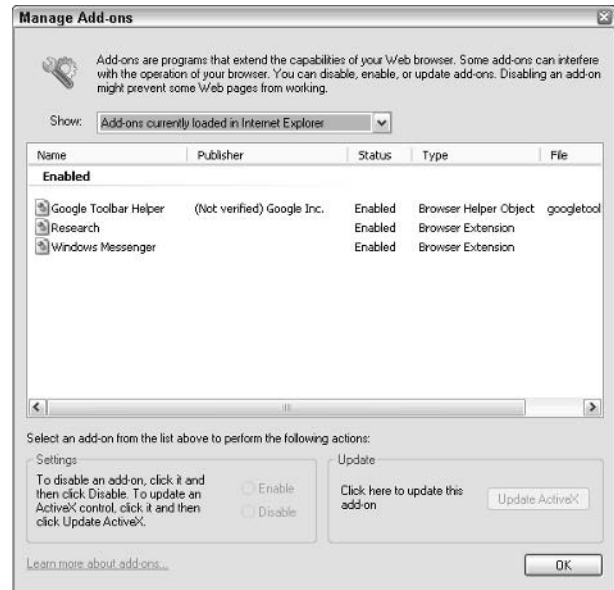 Manage Add-ons
Add-ons are programs that extend the capabilities of your Web browser. Some add-ons can interfere
with the operation of your browser. You can disable, enable, or update add-ons. Disabling an add-on
might prevent some Web pages from working.
Show: Add-ons currently loaded in Internet Explorer
Name Publisher Status Type File
Enabled
Google Toolbar Helper (Not verified) Google Inc. Enabled Browser Helper Object googletool
Research Enabled Browser Extension
Windows Messenger Enabled Browser Extension
Select an add-on from the list above to perform the following actions:
Settings
To disable an add-on, click it and
then click Disable. To update an
ActiveX control, click it and then
click Update ActiveX.
Enable
Disable
Update
Click here to update this
add-on
Update ActiveX
Learn more about add-ons...
OK